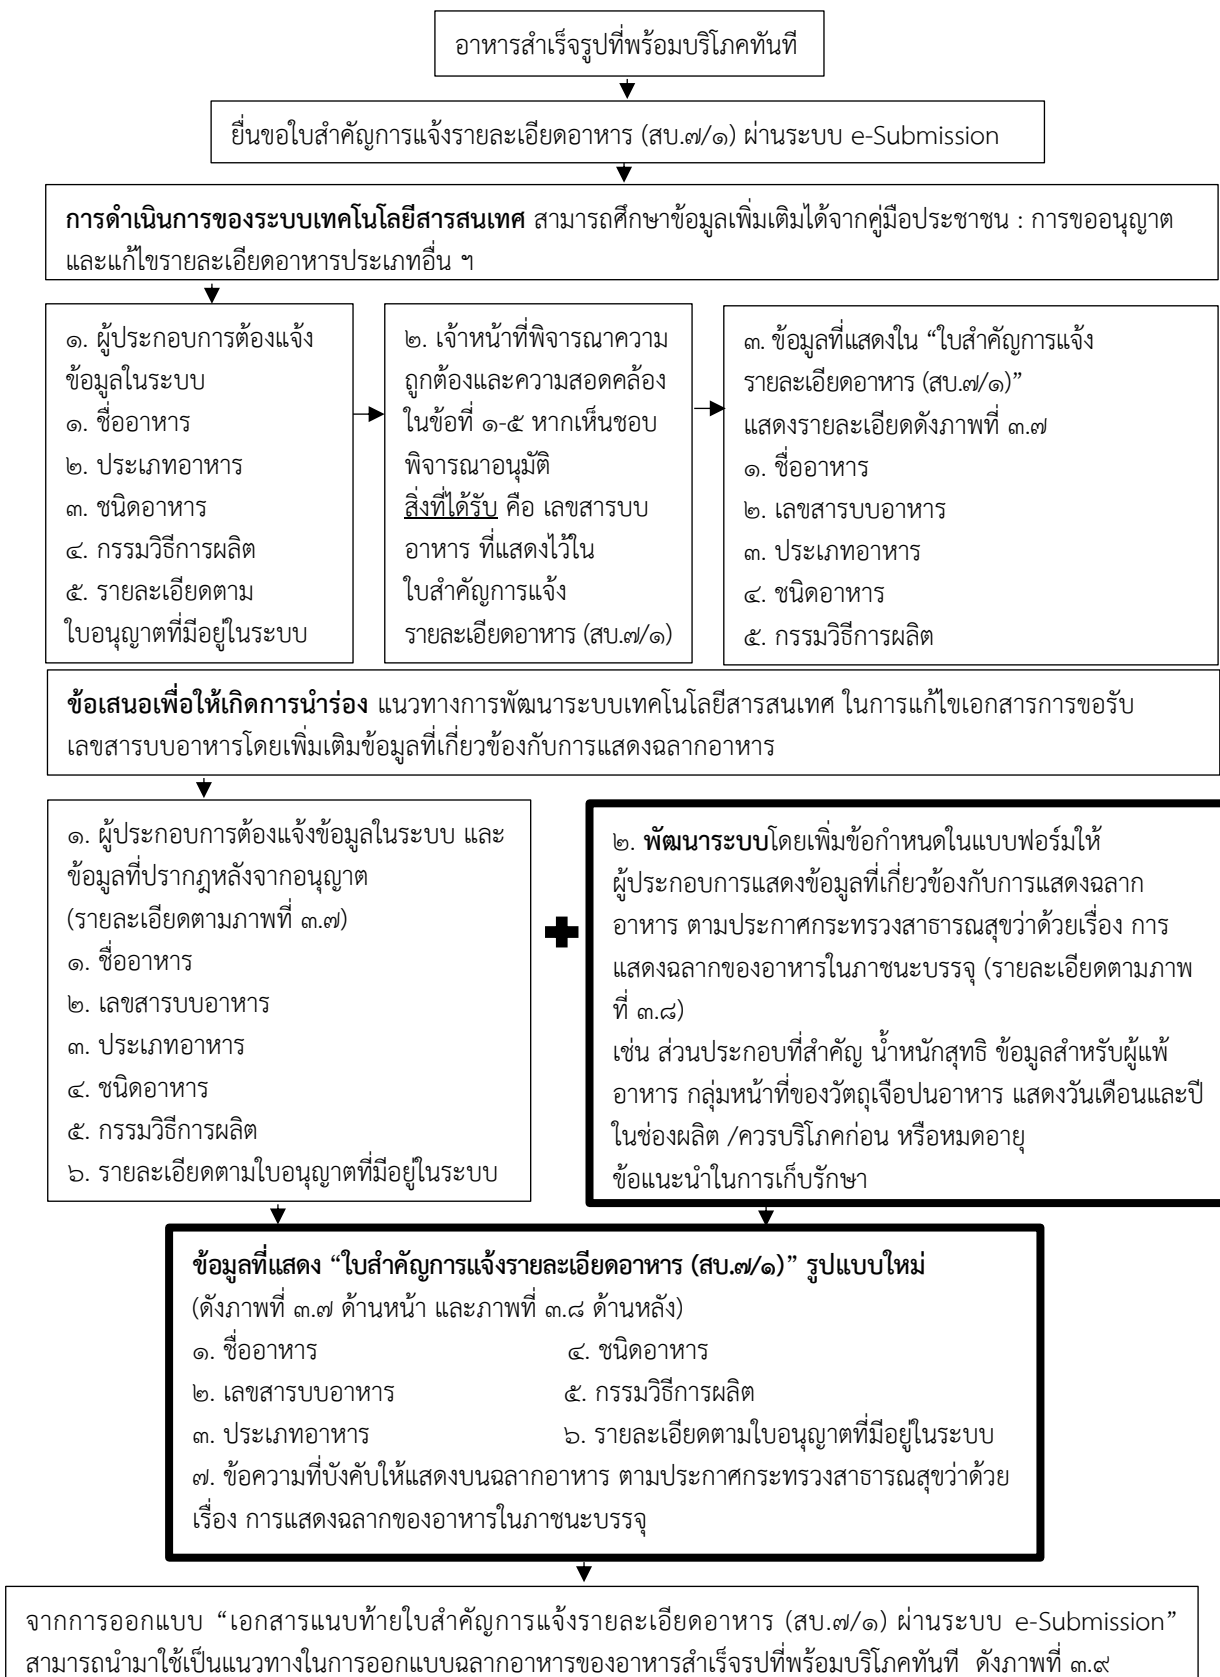 อาหารสำเร็จรูปที่พร้อมบริโภคทันที
ยื่นขอใบสำคัญการแจ้งรายละเอียดอาหาร (สบ.๗/๑) ผ่านระบบ e-Submission
การดำเนินการของระบบเทคโนโลยีสารสนเทศ สามารถศึกษาข้อมูลเพิ่มเติมได้จากคู่มือประชาชน : การขออนุญาต
และแก้ไขรายละเอียดอาหารประเภทอื่น ฯ
๑. ผู้ประกอบการต้องแจ้ง
ข้อมูลในระบบ
๑. ชื่ออาหาร
๒. ประเภทอาหาร
๓. ชนิดอาหาร
๔. กรรมวิธีการผลิต
๕. รายละเอียดตาม
ใบอนุญาตที่มีอยู่ในระบบ
๒. เจ้าหน้าที่พิจารณาความ
ถูกต้องและความสอดคล้อง
ในข้อที่ ๑-๕ หากเห็นชอบ
พิจารณาอนุมัติ
สิ่งที่ได้รับ คือ เลขสารบบ
อาหาร ที่แสดงไว้ใน
ใบสำคัญการแจ้ง
รายละเอียดอาหาร (สบ.๗/๑)
๓. ข้อมูลที่แสดงใน “ใบสำคัญการแจ้ง
รายละเอียดอาหาร (สบ.๗/๑)”
แสดงรายละเอียดดังภาพที่ ๓.๗
๑. ชื่ออาหาร
๒. เลขสารบบอาหาร
๓. ประเภทอาหาร
๔. ชนิดอาหาร
๕. กรรมวิธีการผลิต
ข้อเสนอเพื่อให้เกิดการนำร่อง แนวทางการพัฒนาระบบเทคโนโลยีสารสนเทศ ในการแก้ไขเอกสารการขอรับ
เลขสารบบอาหารโดยเพิ่มเติมข้อมูลที่เกี่ยวข้องกับการแสดงฉลากอาหาร
๑. ผู้ประกอบการต้องแจ้งข้อมูลในระบบ และ
ข้อมูลที่ปรากฎหลังจากอนุญาต
(รายละเอียดตามภาพที่ ๓.๗)
๑. ชื่ออาหาร
๒. เลขสารบบอาหาร
๓. ประเภทอาหาร
๔. ชนิดอาหาร
๕. กรรมวิธีการผลิต
๖. รายละเอียดตามใบอนุญาตที่มีอยู่ในระบบ
๒. พัฒนาระบบโดยเพิ่มข้อกำหนดในแบบฟอร์มให้
ผู้ประกอบการแสดงข้อมูลที่เกี่ยวข้องกับการแสดงฉลาก
อาหาร ตามประกาศกระทรวงสาธารณสุขว่าด้วยเรื่อง การ
แสดงฉลากของอาหารในภาชนะบรรจุ (รายละเอียดตามภาพ
ที่ ๓.๘)
เช่น ส่วนประกอบที่สำคัญ น้ำหนักสุทธิ ข้อมูลสำหรับผู้แพ้
อาหาร กลุ่มหน้าที่ของวัตถุเจือปนอาหาร แสดงวันเดือนและปี
ในช่องผลิต /ควรบริโภคก่อน หรือหมดอายุ
ข้อแนะนำในการเก็บรักษา
ข้อมูลที่แสดง “ใบสำคัญการแจ้งรายละเอียดอาหาร (สบ.๗/๑)” รูปแบบใหม่
(ดังภาพที่ ๓.๗ ด้านหน้า และภาพที่ ๓.๘ ด้านหลัง)
๑. ชื่ออาหาร ๔. ชนิดอาหาร
๒. เลขสารบบอาหาร ๕. กรรมวิธีการผลิต
๓. ประเภทอาหาร ๖. รายละเอียดตามใบอนุญาตที่มีอยู่ในระบบ
๗. ข้อความที่บังคับให้แสดงบนฉลากอาหาร ตามประกาศกระทรวงสาธารณสุขว่าด้วย
เรื่อง การแสดงฉลากของอาหารในภาชนะบรรจุ
จากการออกแบบ “เอกสารแนบท้ายใบสำคัญการแจ้งรายละเอียดอาหาร (สบ.๗/๑) ผ่านระบบ e-Submission”
สามารถนำมาใช้เป็นแนวทางในการออกแบบฉลากอาหารของอาหารสำเร็จรูปที่พร้อมบริโภคทันที ดังภาพที่ ๓.๙